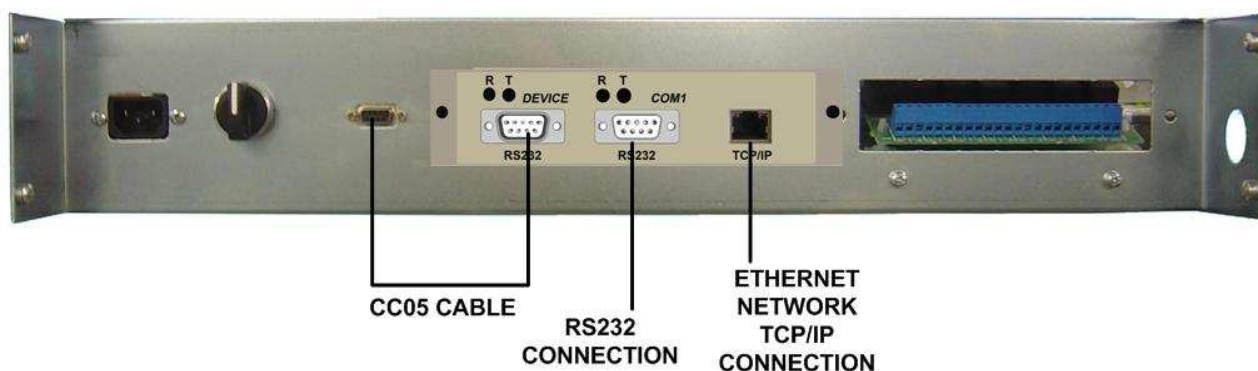 R T
DEVICE
RS232
R T
COM1
RS232
TCP/IP
CC05 CABLE
RS232
CONNECTION
ETHERNET
NETWORK
TCP/IP
CONNECTION